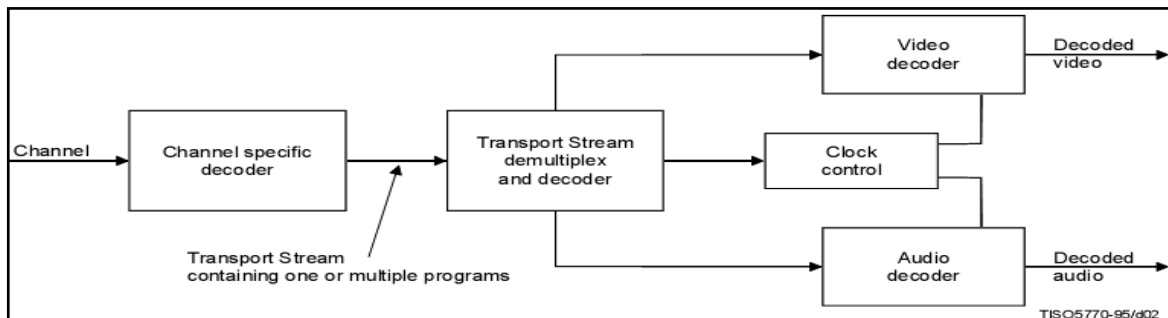 Channel
Channel specific
decoder
Transport Stream
containing one or multiple programs
Transport Stream
demultiplex
and decoder
Video
decoder
Decoded
video
Clock
control
Audio
decoder
Decoded
audio
TISO5770-95/d02